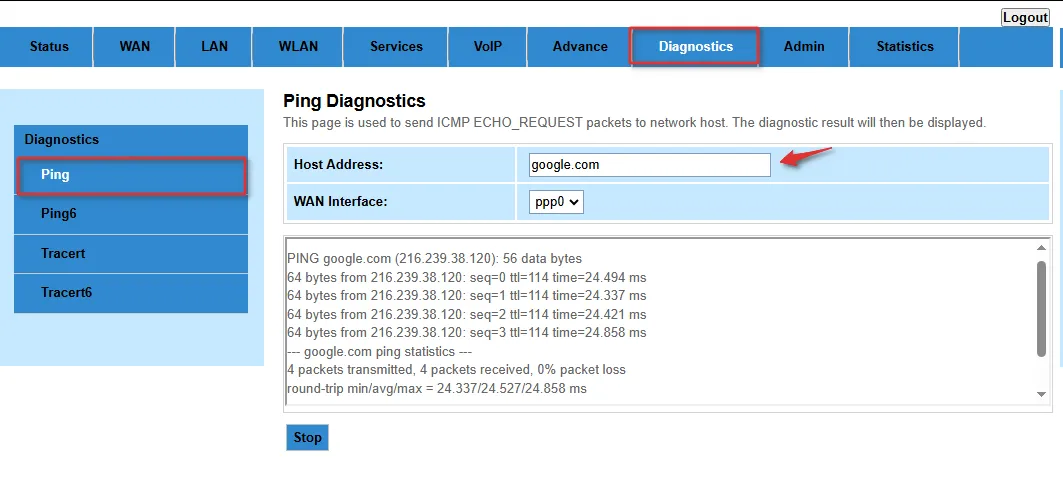 Logout
Status WAN LAN WLAN Services VoIP Advance Diagnostics Admin Statistics
Diagnostics
Ping
Ping6
Tracert
Tracert6
Ping Diagnostics
This page is used to send ICMP ECHO_REQUEST packets to network host. The diagnostic result will then be displayed.
Host Address: google.com
WAN Interface: ppp0
PING google.com (216.239.38.120): 56 data bytes
64 bytes from 216.239.38.120: seq=0 ttl=114 time=24.494 ms
64 bytes from 216.239.38.120: seq=1 ttl=114 time=24.337 ms
64 bytes from 216.239.38.120: seq=2 ttl=114 time=24.421 ms
64 bytes from 216.239.38.120: seq=3 ttl=114 time=24.858 ms
--- google.com ping statistics ---
4 packets transmitted, 4 packets received, 0% packet loss
round-trip min/avg/max = 24.337/24.527/24.858 ms
Stop